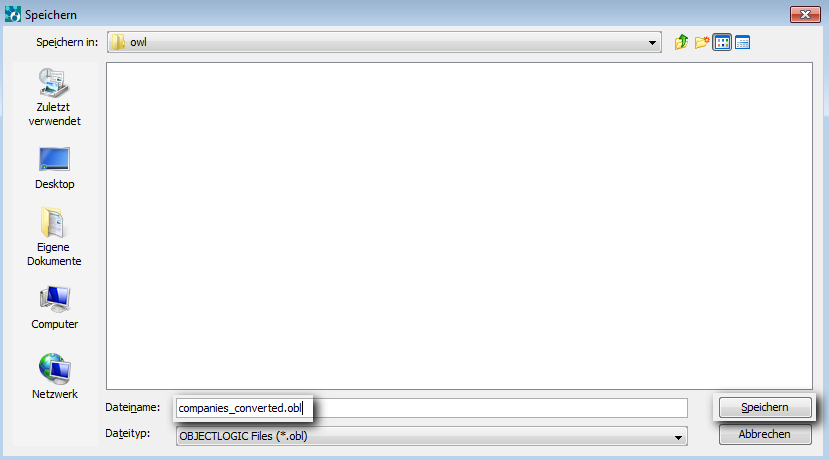 Speichern
Speichern in:
owl
Zuletzt
verwendet
Desktop
Eigene
Dokumente
Computer
Netzwerk
Dateiname:
companies_converted.obl
Speichern
Dateityp:
OBJECTLOGIC Files (*.obl)
Abbrechen